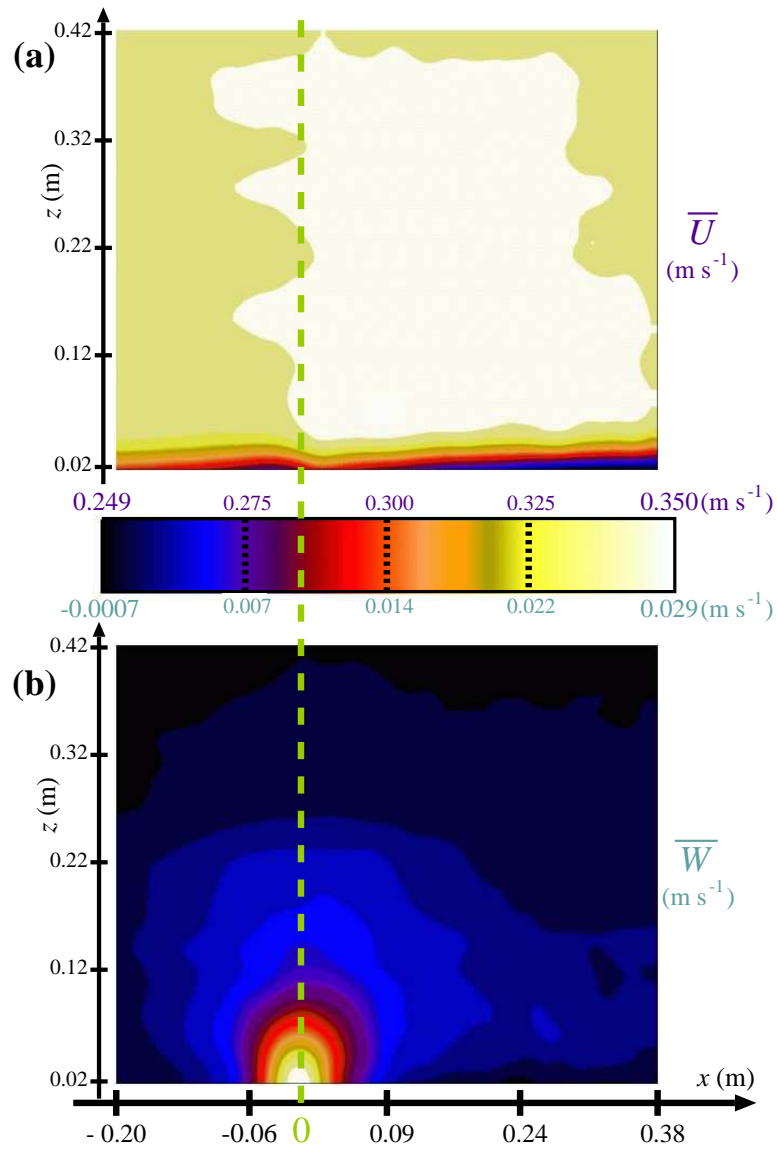 0.42
(a)
0.32
z (m)
0.22
0.12
0.02
U
(m s-1)
0.249 0.275 0.300 0.325 0.350 (m s-1)
-0.0007 0.007 0.014 0.022 0.029 (m s-1)
0.42
(b)
0.32
z (m)
0.22
0.12
0.02
W
(m s-1)
x (m)
- 0.20 -0.06 0 0.09 0.24 0.38